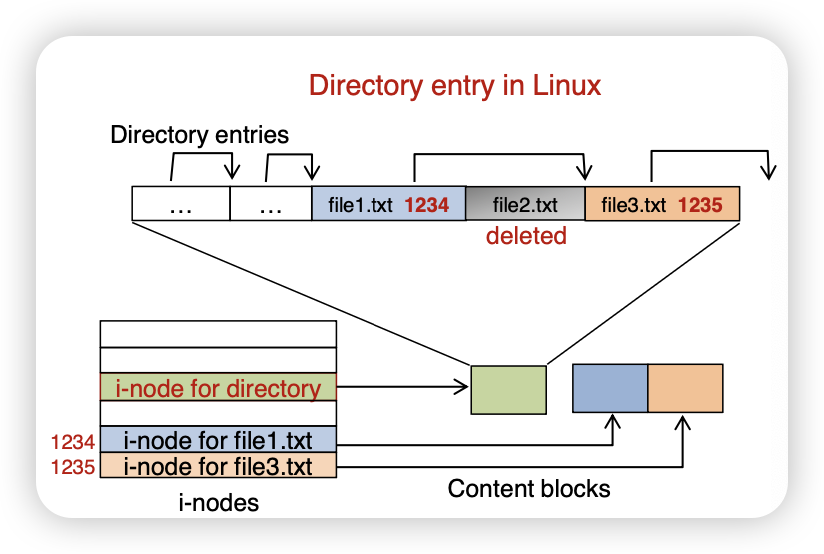 Directory entry in Linux
Directory entries
... ... file1.txt 1234 file2.txt file3.txt 1235
deleted
i-node for directory
1234 i-node for file1.txt
1235 i-node for file3.txt
Content blocks
i-nodes